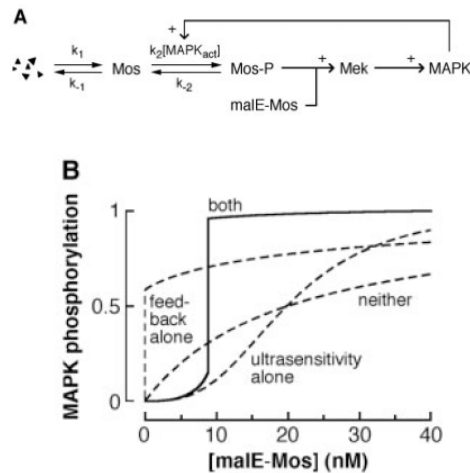 A
+
k₁ k₂[MAPKact] + +
Mos Mos-P Mek MAPK
k₋₁ k₋₂
malE-Mos
B
both
1
feed-
back
alone
0.5
neither
ultrasensitivity
alone
0
MAPK phosphorylation
0 10 20 30 40
[malE-Mos] (nM)